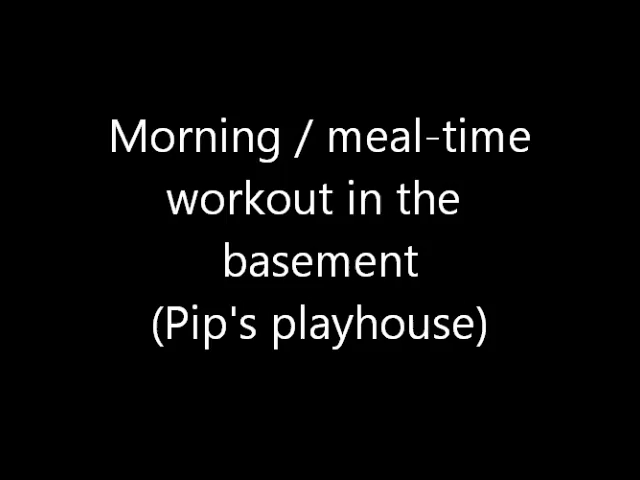 Morning / meal-time
workout in the
basement
(Pip's playhouse)